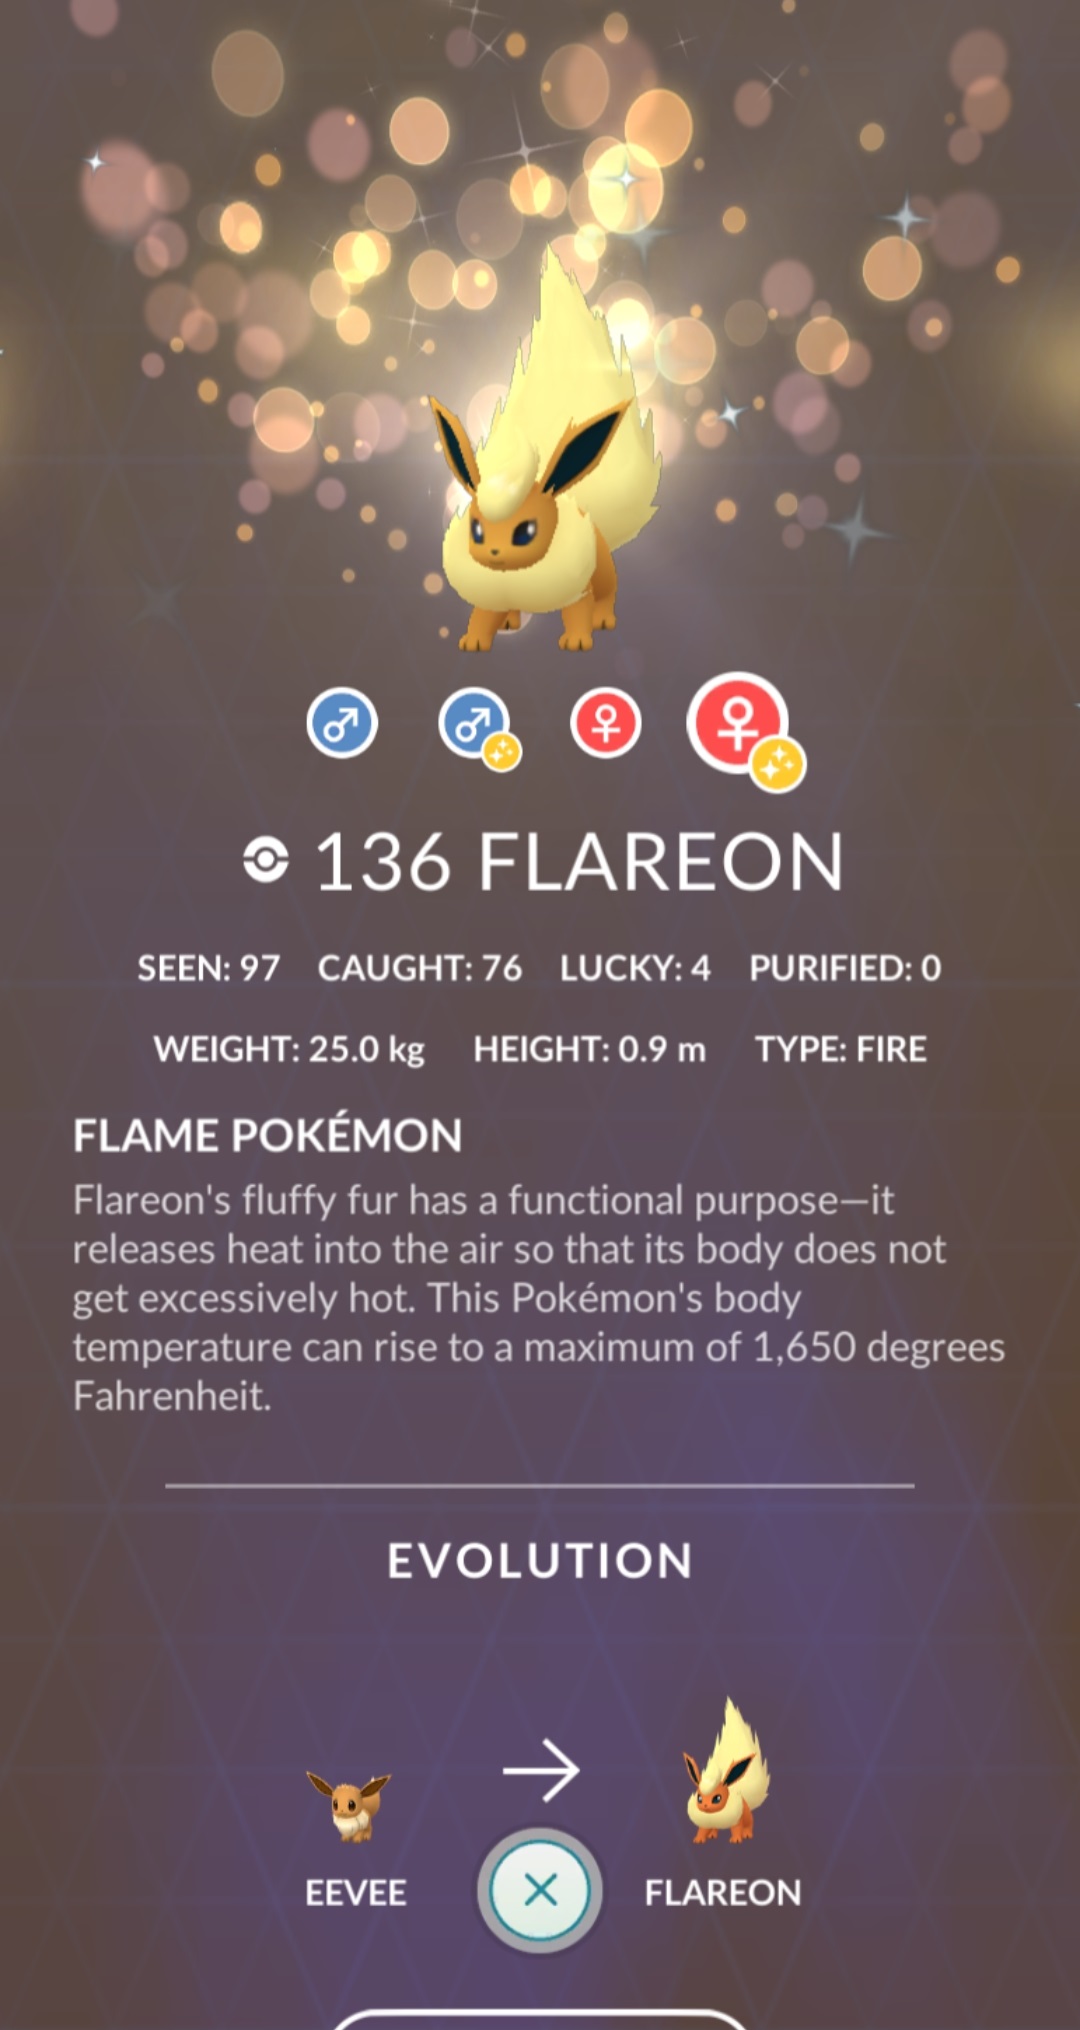 136 FLAREON
SEEN: 97 CAUGHT: 76 LUCKY: 4 PURIFIED: 0
WEIGHT: 25.0 kg HEIGHT: 0.9 m TYPE: FIRE
FLAME POKÉMON
Flareon's fluffy fur has a functional purpose—it
releases heat into the air so that its body does not
get excessively hot. This Pokémon's body
temperature can rise to a maximum of 1,650 degrees
Fahrenheit.
EVOLUTION
EEVEE FLAREON